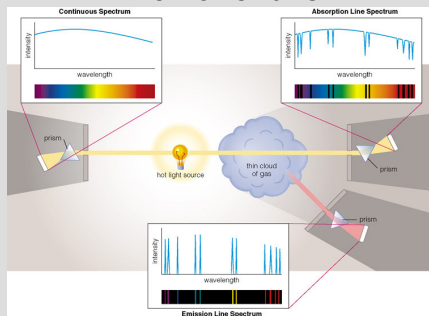 Continuous Spectrum
intensity
wavelength
Absorption Line Spectrum
intensity
wavelength
prism
hot light source
thin cloud
of gas
prism
prism
intensity
wavelength
Emission Line Spectrum